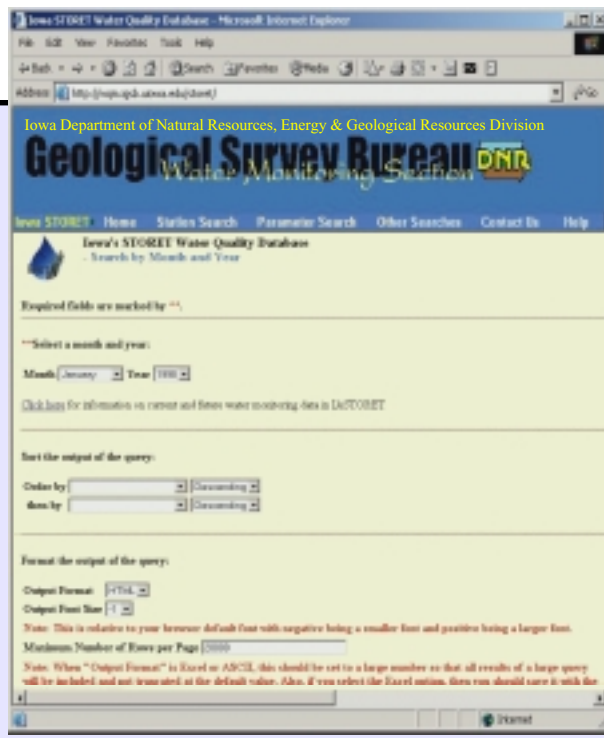 Iowa STORET Water Quality Database - Microsoft Internet Explorer
File Edit View Favorites Tools Help
Back Search Favorites Media
Address
Go
Iowa Department of Natural Resources, Energy & Geological Resources Division
Geological Survey Bureau DNR
Water Monitoring Section
Iowa STORET Home Station Search Parameter Search Other Searches Contact Us Help
Iowa's STORET Water Quality Database
- Search by Month and Year
Required fields are marked by **.
**Select a month and year:
Month January Year
Click here for information on current and future water monitoring data in IASTORET
Sort the output of the query:
Order by Descending
then by Descending
Format the output of the query:
Output Format HTML
Output Font Size -1
Note: This is relative to your browser default font with negative being a smaller font and positive being a larger font.
Maximum Number of Rows per Page
Note: When "Output Format" is Excel or ASCII, this should be set to a large number so that all results of a large query
will be included and not truncated at the default value. Also, if you select the Excel option, then you should save it with the
Internet